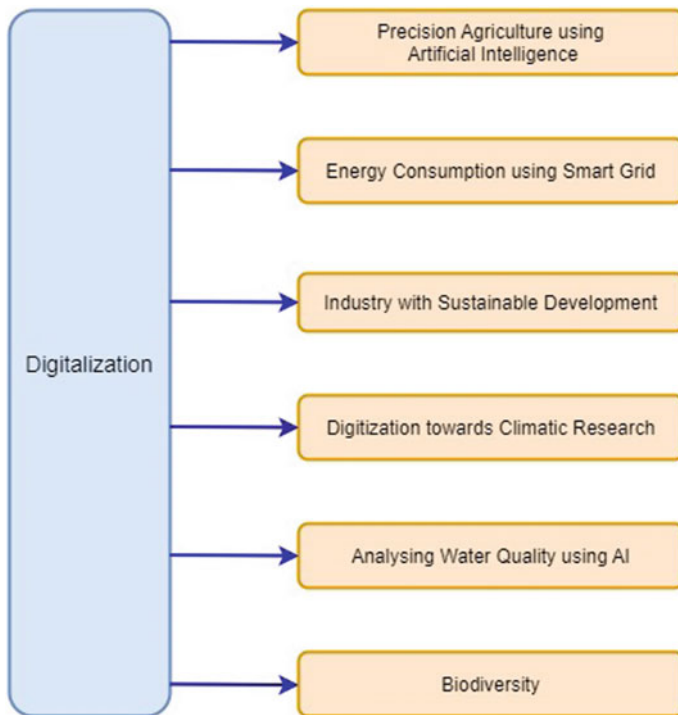 Precision Agriculture using
Artificial Intelligence
Energy Consumption using Smart Grid
Industry with Sustainable Development
Digitalization
Digitization towards Climatic Research
Analysing Water Quality using AI
Biodiversity